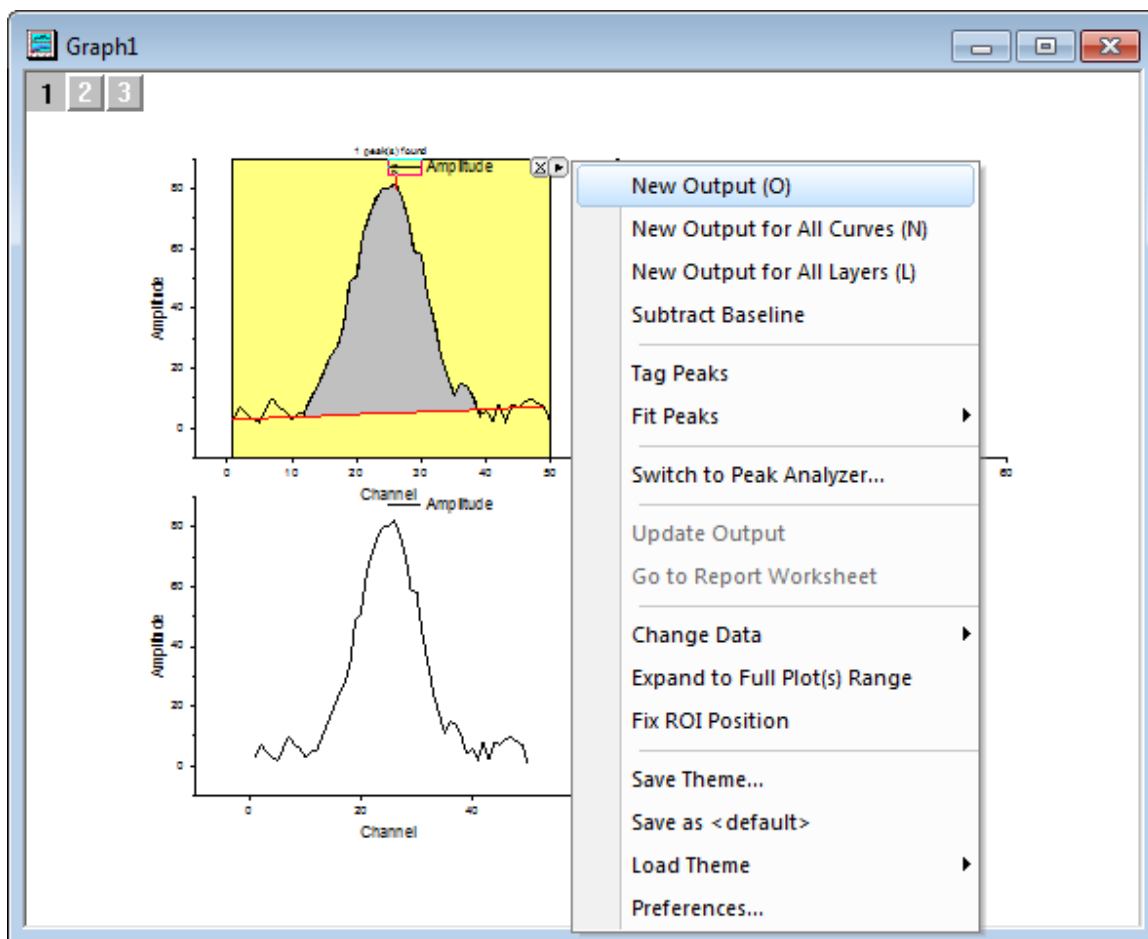 Graph1
1 2 3
1 peak(s) found
Amplitude
80
60
40
20
0
Amplitude
0 10 20 30 40 50 60
Channel
Amplitude
80
60
40
20
0
Amplitude
0 20 40
Channel
New Output (O)
New Output for All Curves (N)
New Output for All Layers (L)
Subtract Baseline
Tag Peaks
Fit Peaks
Switch to Peak Analyzer...
Update Output
Go to Report Worksheet
Change Data
Expand to Full Plot(s) Range
Fix ROI Position
Save Theme...
Save as <default>
Load Theme
Preferences...